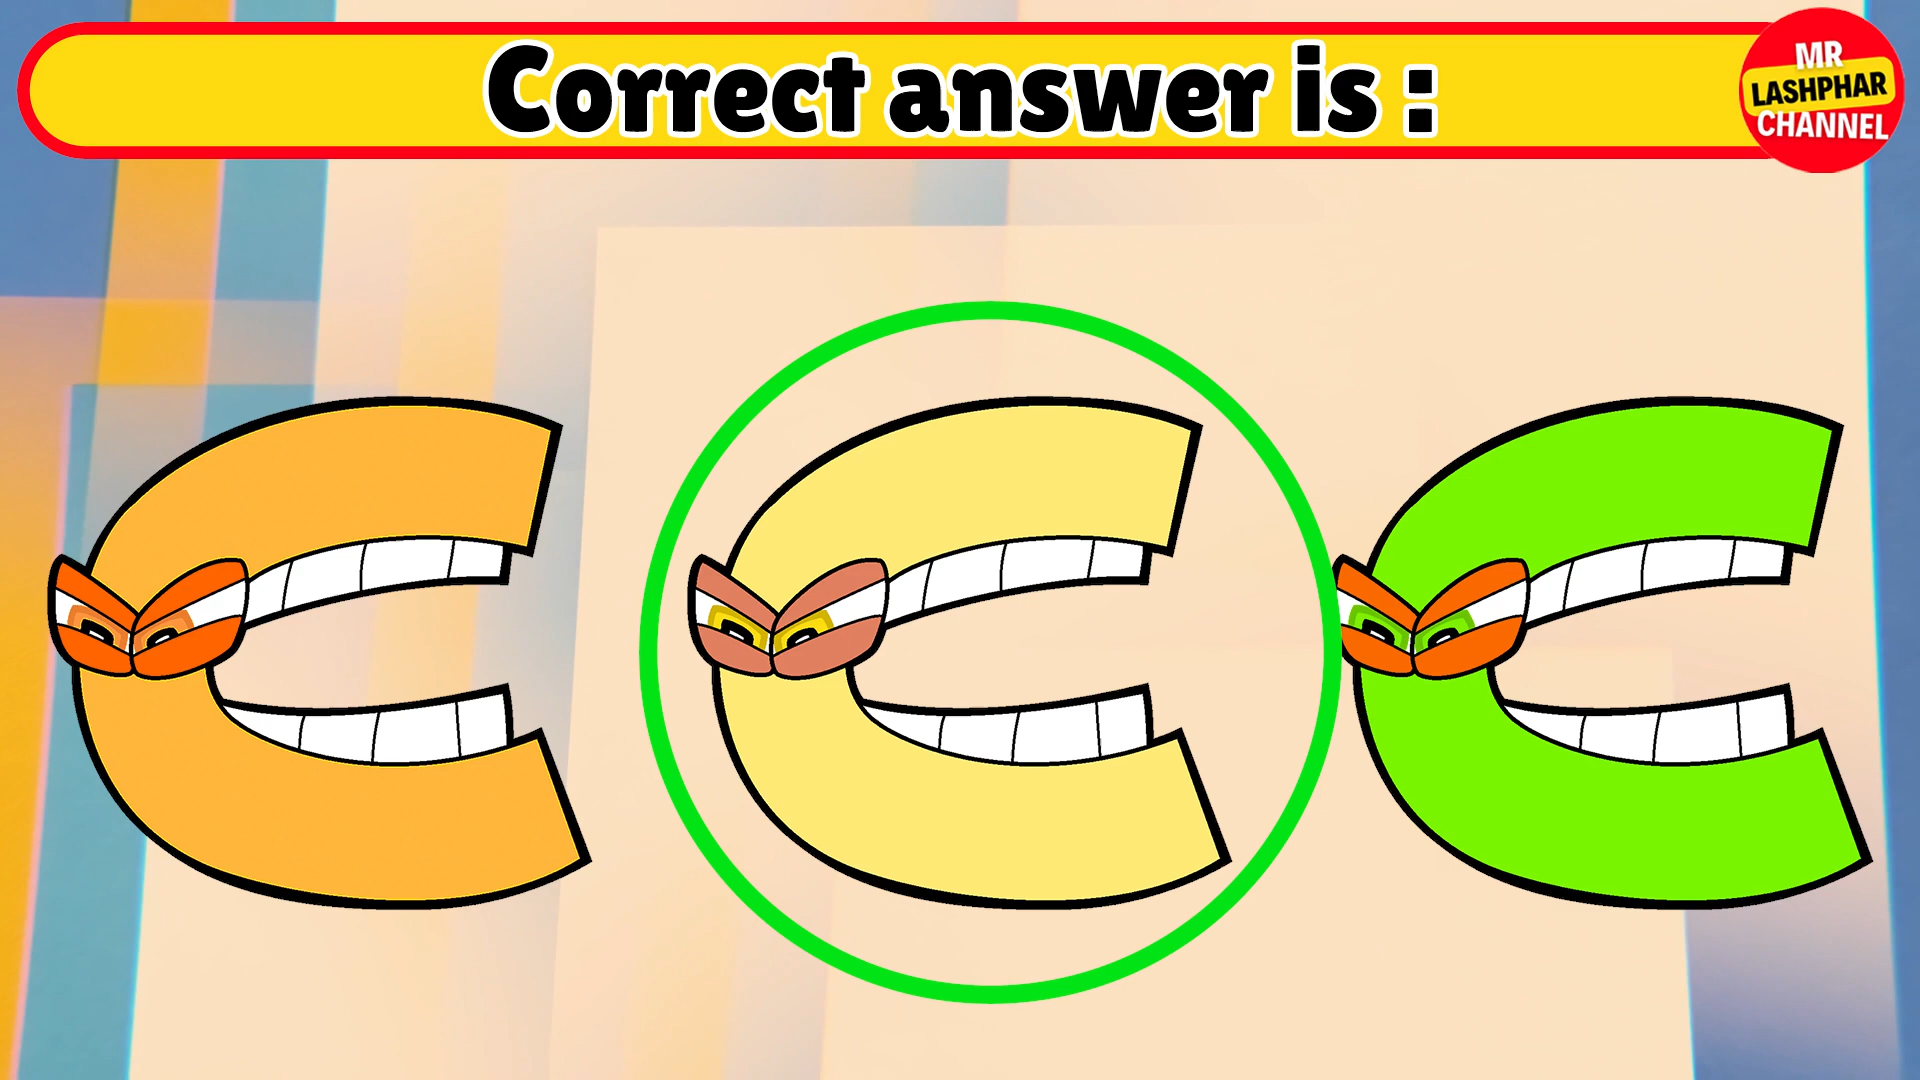 Correct answer is :
MR
LASHPHAR
CHANNEL
C C C